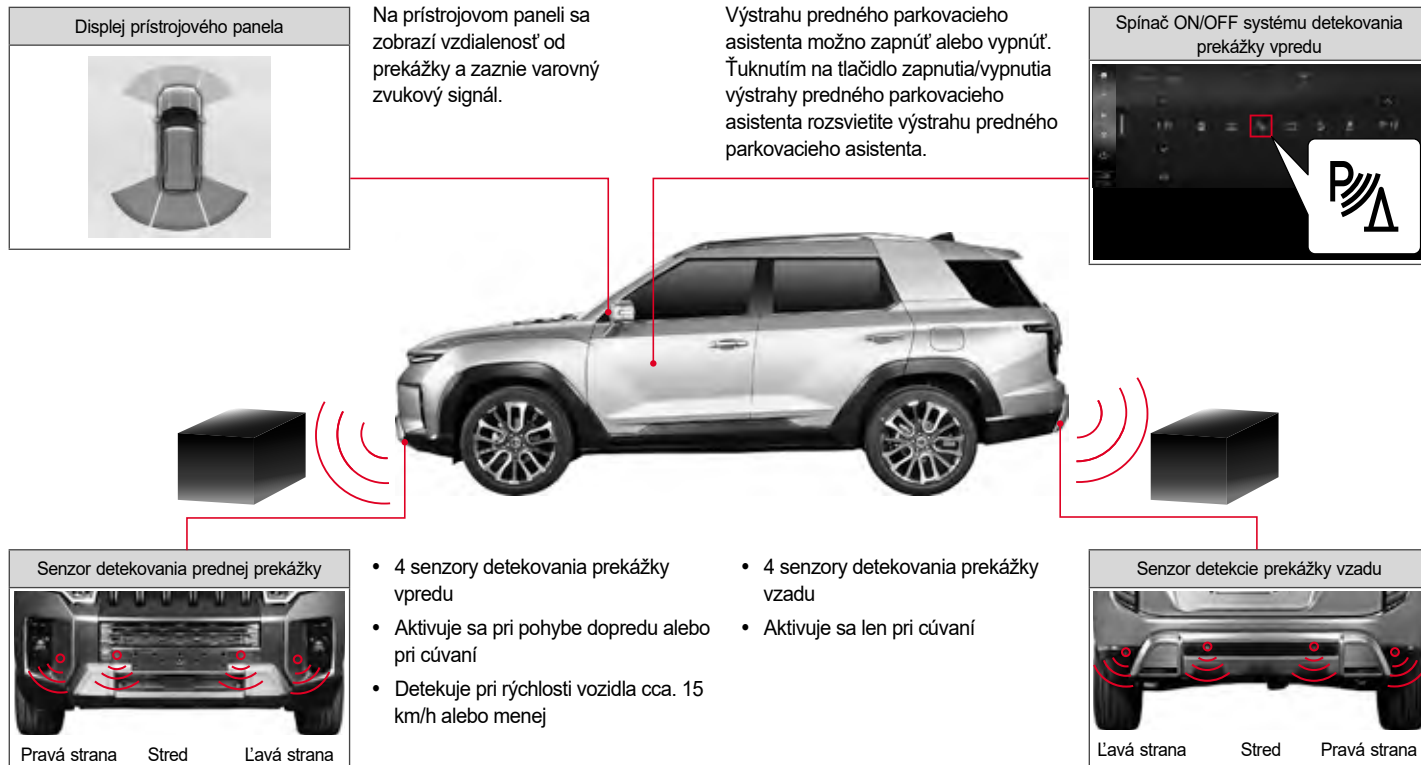 Displej prístrojového panela
Na prístrojovom paneli sa
zobrazí vzdialenosť od
prekážky a zaznie varovný
zvukový signál.
Výstrahu predného parkovacieho
asistenta možno zapnúť alebo vypnúť.
Ťuknutím na tlačidlo zapnutia/vypnutia
výstrahy predného parkovacieho
asistenta rozsvietite výstrahu predného
parkovacieho asistenta.
Spínač ON/OFF systému detekovania
prekážky vpredu
P
Senzor detekovania prednej prekážky
Pravá strana Stred Ľavá strana
• 4 senzory detekovania prekážky
vpredu
• Aktivuje sa pri pohybe dopredu alebo
pri cúvaní
• Detekuje pri rýchlosti vozidla cca. 15
km/h alebo menej
• 4 senzory detekovania prekážky
vzadu
• Aktivuje sa len pri cúvaní
Senzor detekcie prekážky vzadu
Ľavá strana Stred Pravá strana